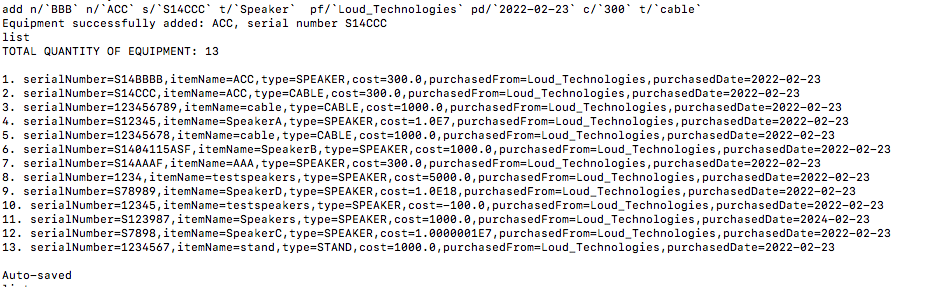 add n/`BBB` n/`ACC` s/`S14CCC` t/`Speaker`  pf/`Loud_Technologies` pd/`2022-02-23` c/`300` t/`cable`
Equipment successfully added: ACC, serial number S14CCC
list
TOTAL QUANTITY OF EQUIPMENT: 13
1. serialNumber=S14BBBB,itemName=ACC,type=SPEAKER,cost=300.0,purchasedFrom=Loud_Technologies,purchasedDate=2022-02-23
2. serialNumber=S14CCC,itemName=ACC,type=CABLE,cost=300.0,purchasedFrom=Loud_Technologies,purchasedDate=2022-02-23
3. serialNumber=123456789,itemName=cable,type=CABLE,cost=1000.0,purchasedFrom=Loud_Technologies,purchasedDate=2022-02-23
4. serialNumber=S12345,itemName=SpeakerA,type=SPEAKER,cost=1.0E7,purchasedFrom=Loud_Technologies,purchasedDate=2022-02-23
5. serialNumber=12345678,itemName=cable,type=CABLE,cost=1000.0,purchasedFrom=Loud_Technologies,purchasedDate=2022-02-23
6. serialNumber=S1404115ASF,itemName=SpeakerB,type=SPEAKER,cost=1000.0,purchasedFrom=Loud_Technologies,purchasedDate=2022-02-23
7. serialNumber=S14AAAF,itemName=AAA,type=SPEAKER,cost=300.0,purchasedFrom=Loud_Technologies,purchasedDate=2022-02-23
8. serialNumber=1234,itemName=testspeakers,type=SPEAKER,cost=5000.0,purchasedFrom=Loud_Technologies,purchasedDate=2022-02-23
9. serialNumber=S78989,itemName=SpeakerD,type=SPEAKER,cost=1.0E18,purchasedFrom=Loud_Technologies,purchasedDate=2022-02-23
10. serialNumber=12345,itemName=testspeakers,type=SPEAKER,cost=-100.0,purchasedFrom=Loud_Technologies,purchasedDate=2022-02-23
11. serialNumber=S123987,itemName=Speakers,type=SPEAKER,cost=1000.0,purchasedFrom=Loud_Technologies,purchasedDate=2024-02-23
12. serialNumber=S7898,itemName=SpeakerC,type=SPEAKER,cost=1.0000001E7,purchasedFrom=Loud_Technologies,purchasedDate=2022-02-23
13. serialNumber=1234567,itemName=stand,type=STAND,cost=1000.0,purchasedFrom=Loud_Technologies,purchasedDate=2022-02-23
Auto-saved